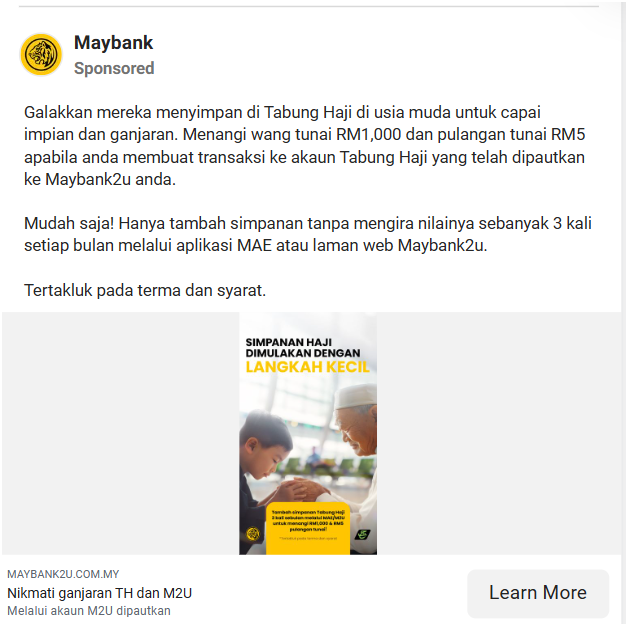 Maybank
Sponsored
Galakkan mereka menyimpan di Tabung Haji di usia muda untuk capai
impian dan ganjaran. Menangi wang tunai RM1,000 dan pulangan tunai RM5
apabila anda membuat transaksi ke akaun Tabung Haji yang telah dipautkan
ke Maybank2u anda.
Mudah saja! Hanya tambah simpanan tanpa mengira nilainya sebanyak 3 kali
setiap bulan melalui aplikasi MAE atau laman web Maybank2u.
Tertakluk pada terma dan syarat.
SIMPANAN HAJI
DIMULAKAN DENGAN
LANGKAH KECIL
Tambah simpanan Tabung Haji
3 kali sebulan melalui MAE/M2U
untuk menangi RM1,000 & RM5
pulangan tunai!
MAYBANK2U.COM.MY
Nikmati ganjaran TH dan M2U
Melalui akaun M2U dipautkan
Learn More